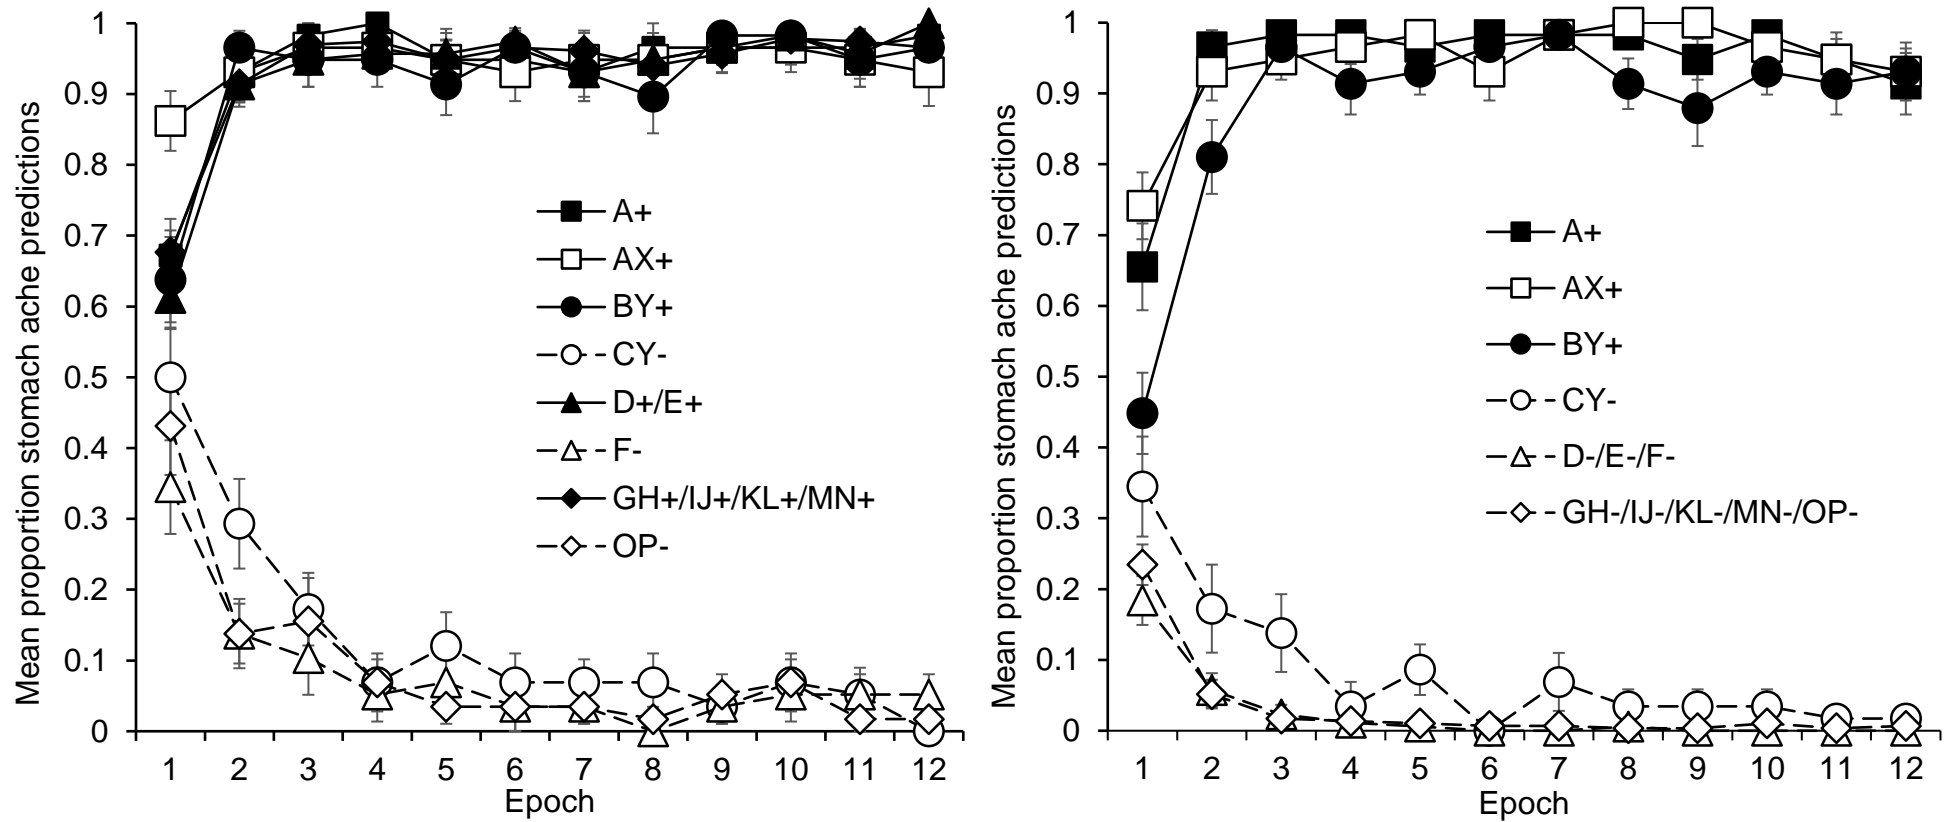 Mean proportion stomach ache predictions
1
0.9
0.8
0.7
0.6
0.5
0.4
0.3
0.2
0.1
0
A+
AX+
BY+
CY-
D+/E+
F-
GH+/IJ+/KL+/MN+
OP-
1 2 3 4 5 6 7 8 9 10 11 12
Epoch
Mean proportion stomach ache predictions
1
0.9
0.8
0.7
0.6
0.5
0.4
0.3
0.2
0.1
0
A+
AX+
BY+
CY-
D-/E-/F-
GH-/IJ-/KL-/MN-/OP-
1 2 3 4 5 6 7 8 9 10 11 12
Epoch